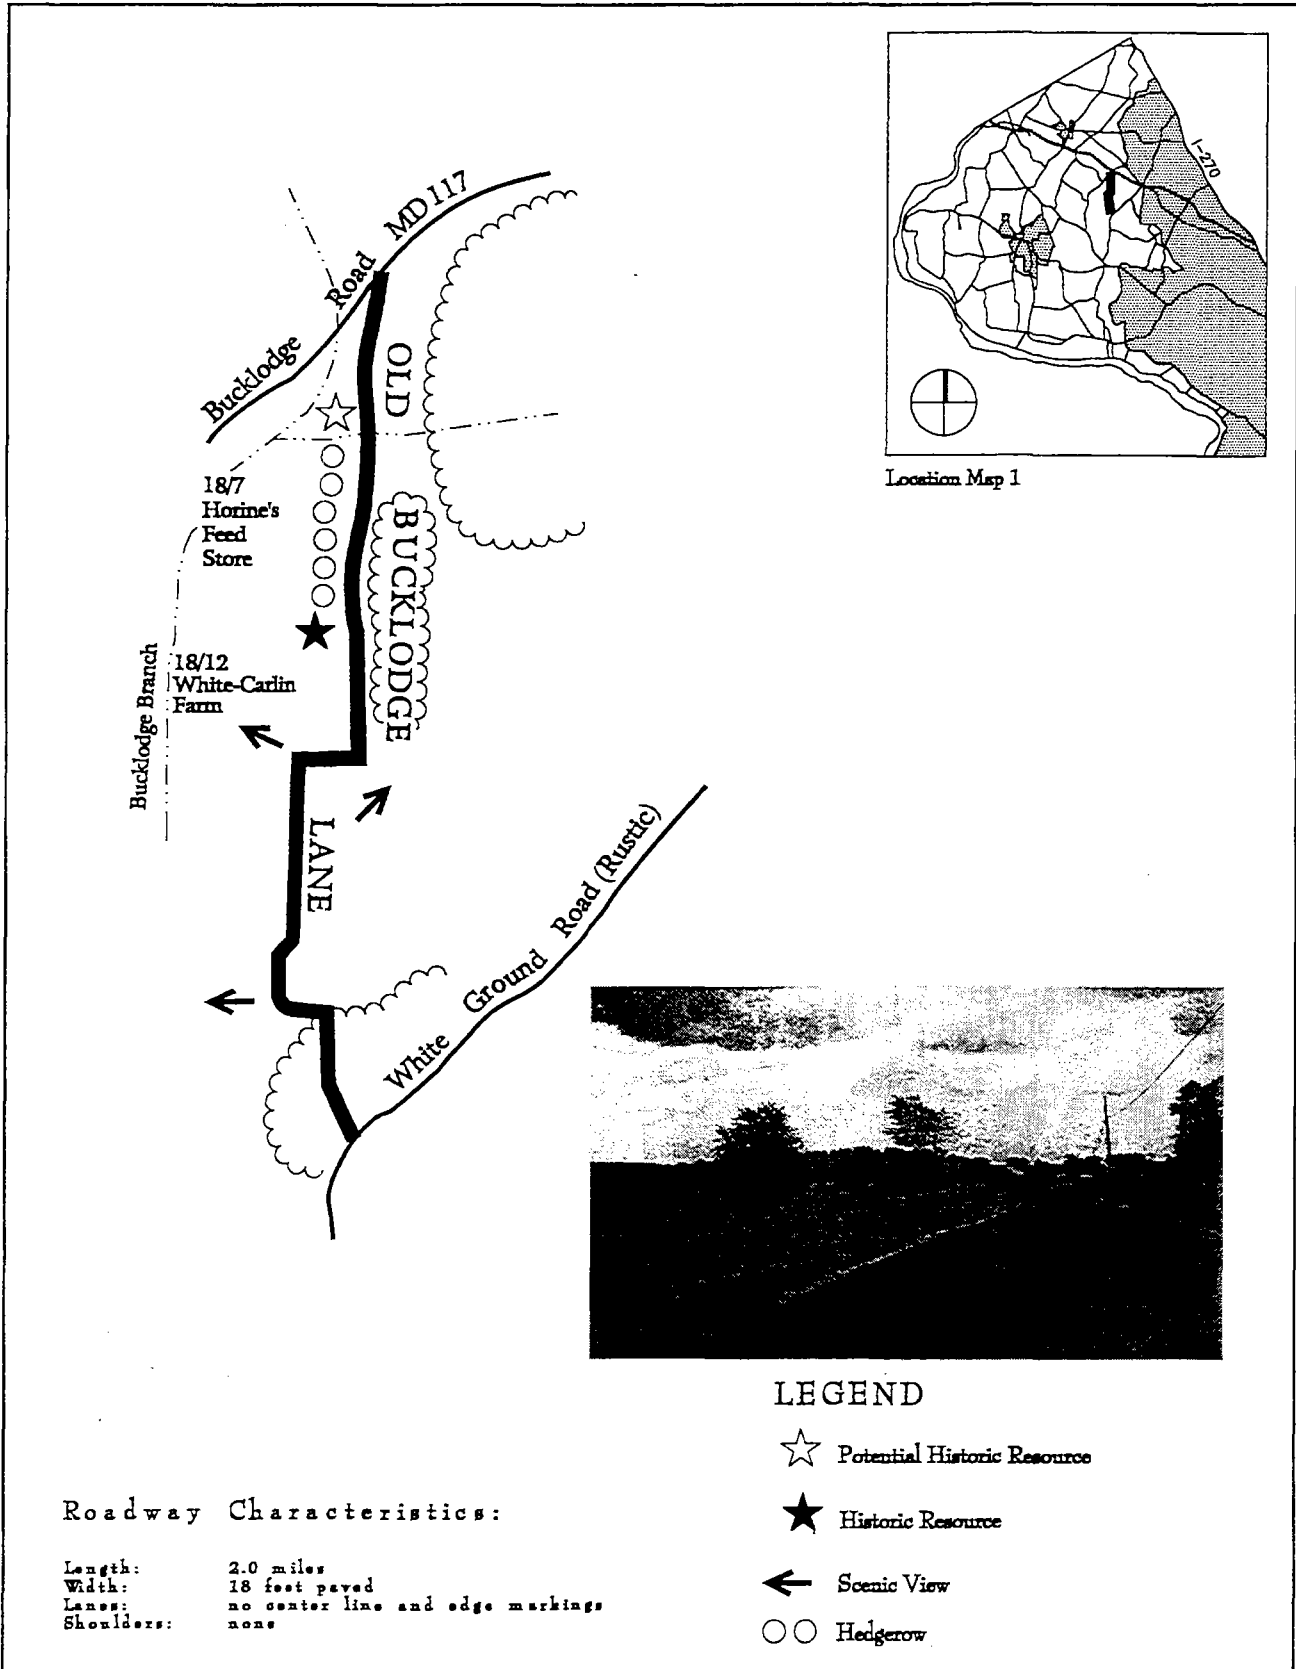 I-270
Location Map 1
Bucklodge Road MD 117
OLD
BUCKLODGE
LANE
18/7
Horine's
Feed
Store
18/12
White-Carlin
Farm
Bucklodge Branch
White Ground Road (Rustic)
LEGEND
Potential Historic Resource
Historic Resource
Scenic View
Hedgerow
Roadway Characteristics:
Length: 2.0 miles
Width: 18 feet paved
Lanes: no center line and edge markings
Shoulders: none